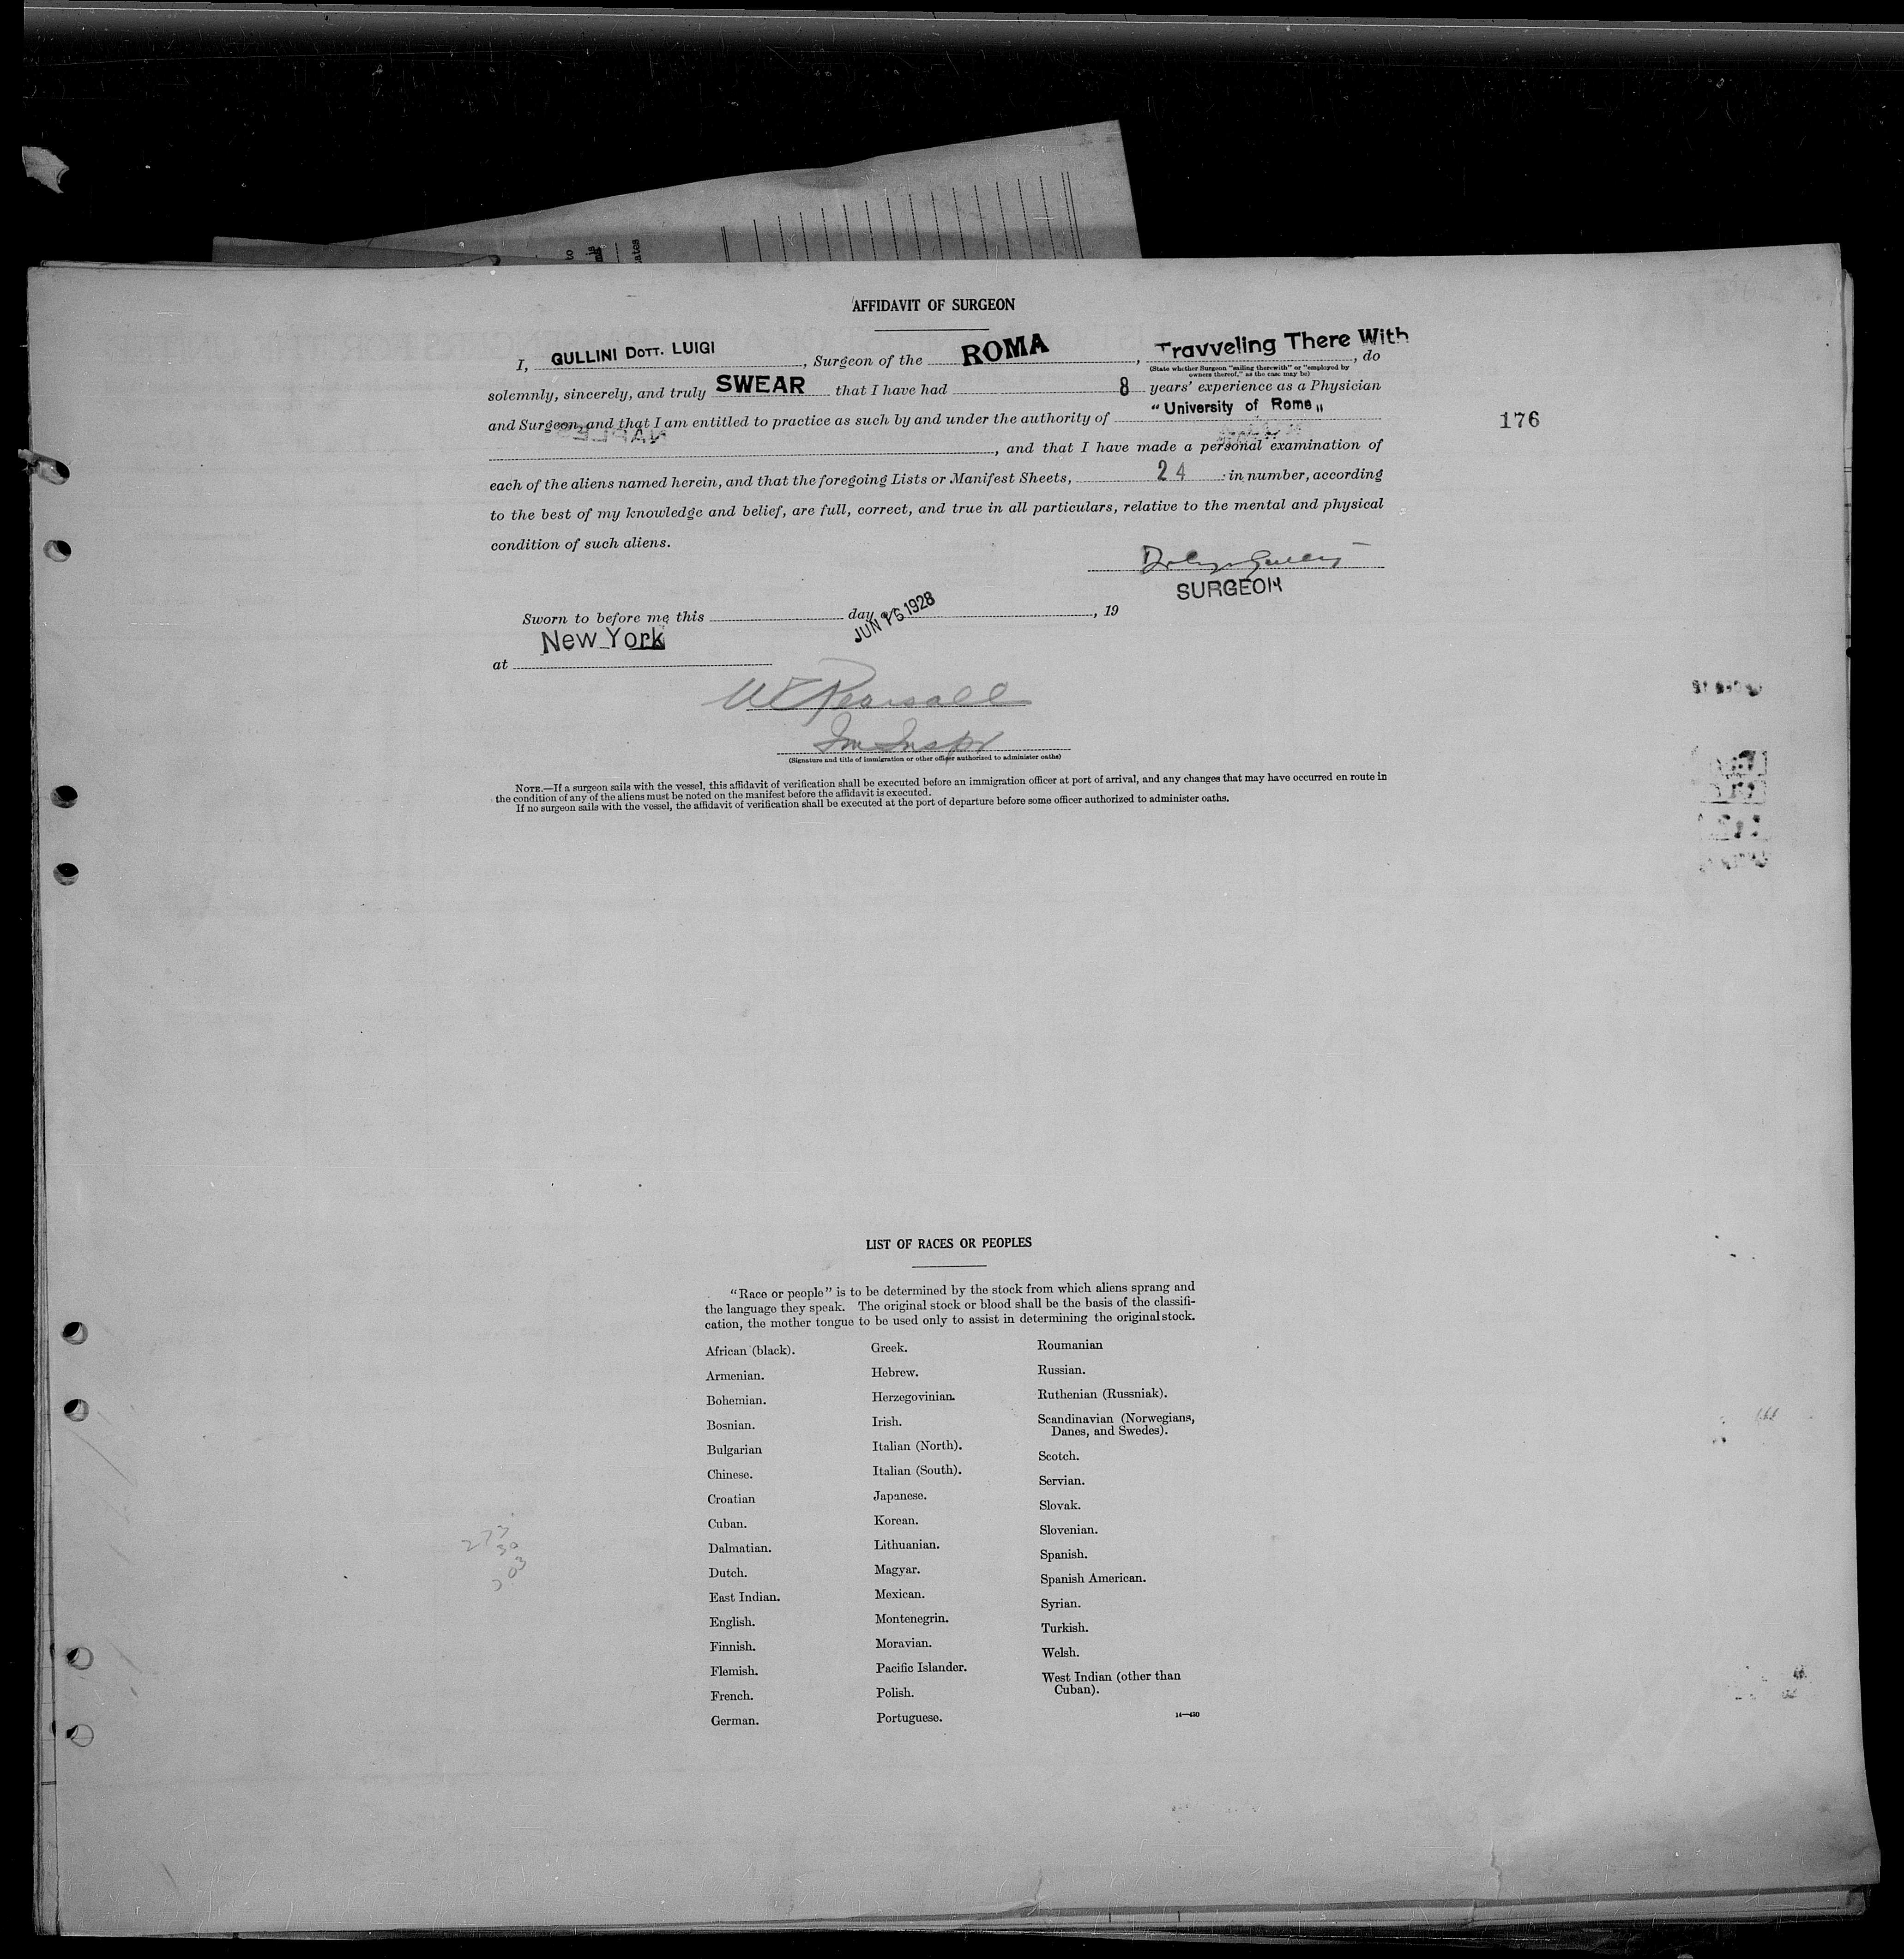 to
is
ates
AFFIDAVIT OF SURGEON
I, GULLINI DOTT. LUIGI, Surgeon of the ROMA, Travveling There With, do
(State whether Surgeon "sailing therewith" or "employed by
owners thereof," as the case may be)
solemnly, sincerely, and truly SWEAR that I have had 8 years' experience as a Physician
and Surgeon, and that I am entitled to practice as such by and under the authority of "University of Rome"
176
NAPLES
, and that I have made a personal examination of
each of the aliens named herein, and that the foregoing Lists or Manifest Sheets, 24 in number, according
to the best of my knowledge and belief, are full, correct, and true in all particulars, relative to the mental and physical
condition of such aliens.
SURGEON
Sworn to before me this day of JUN 16 1928, 19
at New York
W Pearsall
Im Inspr
(Signature and title of immigration or other officer authorized to administer oaths)
NOTE.—If a surgeon sails with the vessel, this affidavit of verification shall be executed before an immigration officer at port of arrival, and any changes that may have occurred en route in
the condition of any of the aliens must be noted on the manifest before the affidavit is executed.
If no surgeon sails with the vessel, the affidavit of verification shall be executed at the port of departure before some officer authorized to administer oaths.
LIST OF RACES OR PEOPLES
"Race or people" is to be determined by the stock from which aliens sprang and
the language they speak. The original stock or blood shall be the basis of the classifi-
cation, the mother tongue to be used only to assist in determining the original stock.
African (black).
Armenian.
Bohemian.
Bosnian.
Bulgarian
Chinese.
Croatian
Cuban.
Dalmatian.
Dutch.
East Indian.
English.
Finnish.
Flemish.
French.
German.
Greek.
Hebrew.
Herzegovinian.
Irish.
Italian (North).
Italian (South).
Japanese.
Korean.
Lithuanian.
Magyar.
Mexican.
Montenegrin.
Moravian.
Pacific Islander.
Polish.
Portuguese.
Roumanian
Russian.
Ruthenian (Russniak).
Scandinavian (Norwegians,
Danes, and Swedes).
Scotch.
Servian.
Slovak.
Slovenian.
Spanish.
Spanish American.
Syrian.
Turkish.
Welsh.
West Indian (other than
Cuban).
14—430
273
30
303